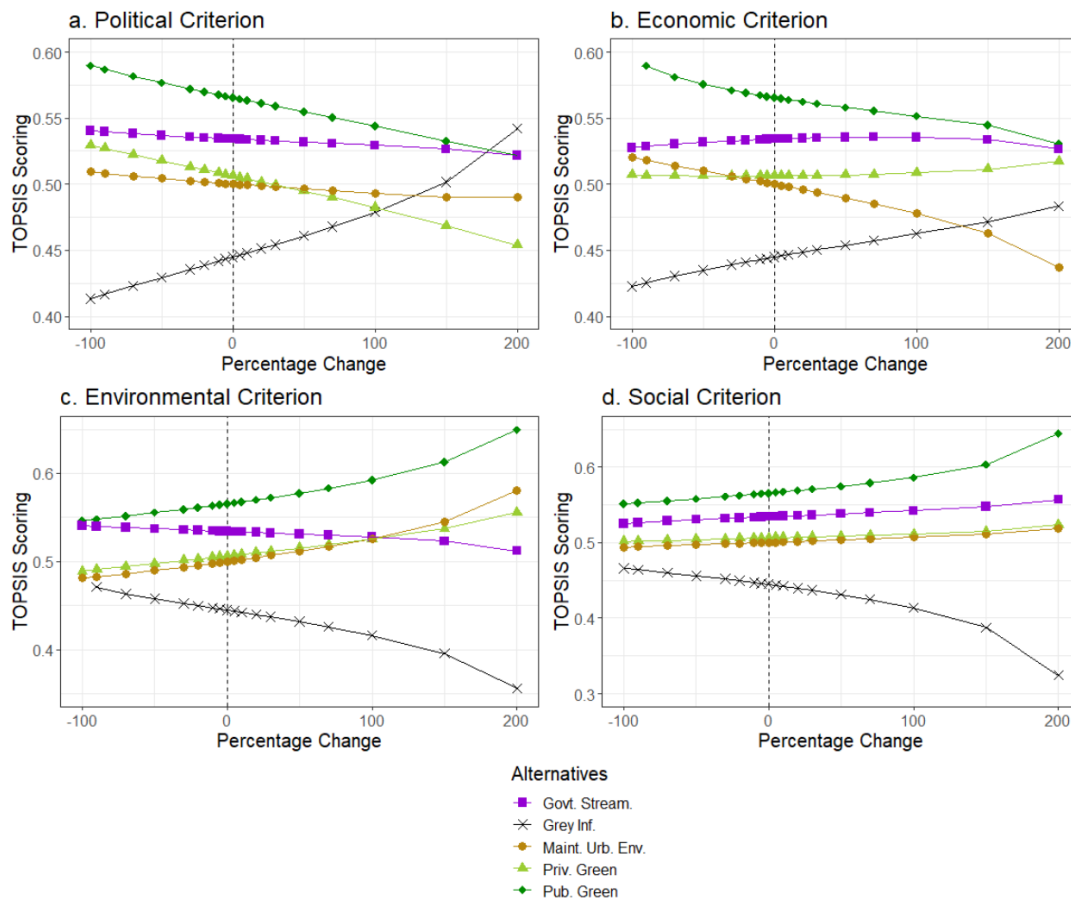 a. Political Criterion
b. Economic Criterion
0.60
0.55
0.50
0.45
0.40
TOPSIS Scoring
-100 0 100 200
Percentage Change
0.60
0.55
0.50
0.45
0.40
TOPSIS Scoring
-100 0 100 200
Percentage Change
c. Environmental Criterion
d. Social Criterion
0.6
0.5
0.4
TOPSIS Scoring
-100 0 100 200
Percentage Change
0.6
0.5
0.4
0.3
TOPSIS Scoring
-100 0 100 200
Percentage Change
Alternatives
Govt. Stream.
Grey Inf.
Maint. Urb. Env.
Priv. Green
Pub. Green